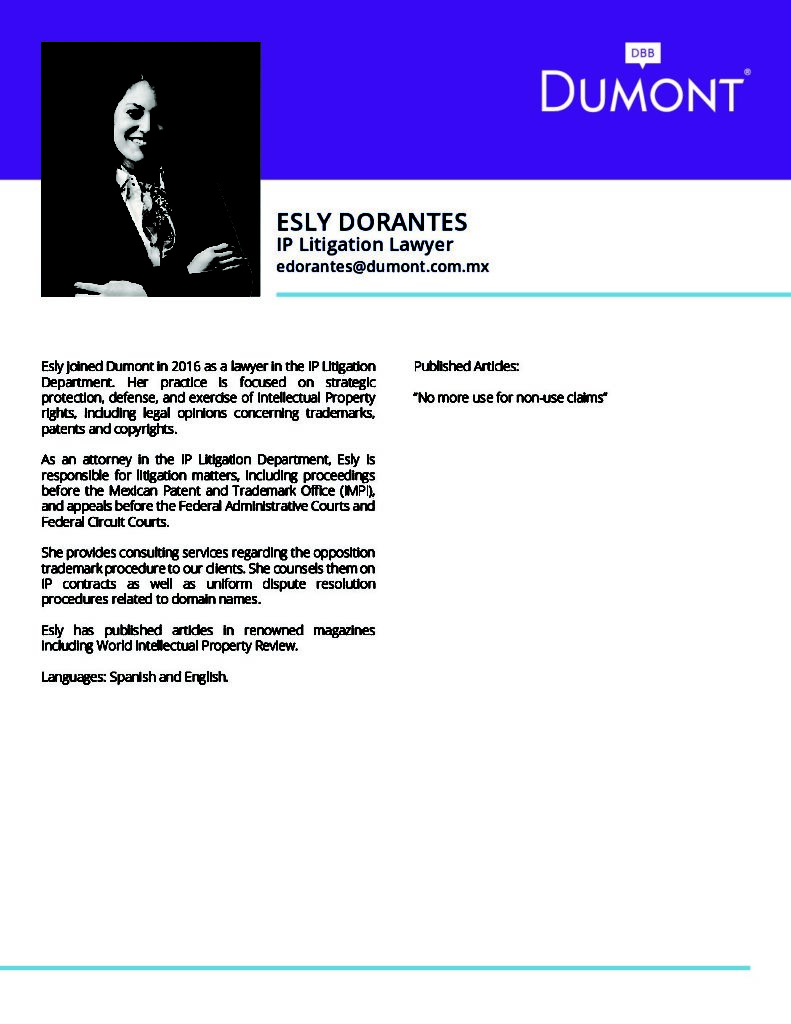 DBB
DUMONT®
ESLY DORANTES
IP Litigation Lawyer
edorantes@dumont.com.mx
Esly joined Dumont in 2016 as a lawyer in the IP Litigation
Department. Her practice is focused on strategic
protection, defense, and exercise of Intellectual Property
rights, including legal opinions concerning trademarks,
patents and copyrights.
As an attorney in the IP Litigation Department, Esly is
responsible for litigation matters, including proceedings
before the Mexican Patent and Trademark Office (IMPI),
and appeals before the Federal Administrative Courts and
Federal Circuit Courts.
She provides consulting services regarding the opposition
trademark procedure to our clients. She counsels them on
IP contracts as well as uniform dispute resolution
procedures related to domain names.
Esly has published articles in renowned magazines
including World Intellectual Property Review.
Languages: Spanish and English.
Published Articles:
“No more use for non-use claims”